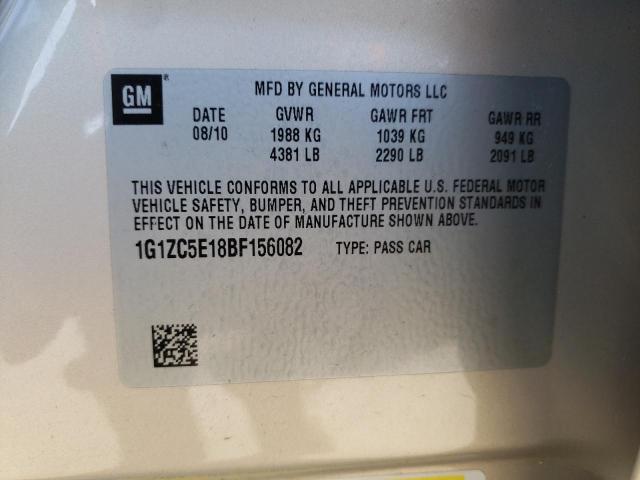 GM ® MFD BY GENERAL MOTORS LLC
DATE GVWR GAWR FRT GAWR RR
08/10 1988 KG 1039 KG 949 KG
4381 LB 2290 LB 2091 LB
THIS VEHICLE CONFORMS TO ALL APPLICABLE U.S. FEDERAL MOTOR
VEHICLE SAFETY, BUMPER, AND THEFT PREVENTION STANDARDS IN
EFFECT ON THE DATE OF MANUFACTURE SHOWN ABOVE.
1G1ZC5E18BF156082 TYPE: PASS CAR